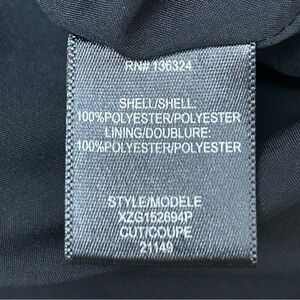 RN# 136324
SHELL/SHELL:
100%POLYESTER/POLYESTER
LINING/DOUBLURE:
100%POLYESTER/POLYESTER
STYLE/MODELE
XZG152694P
CUT/COUPE
21149